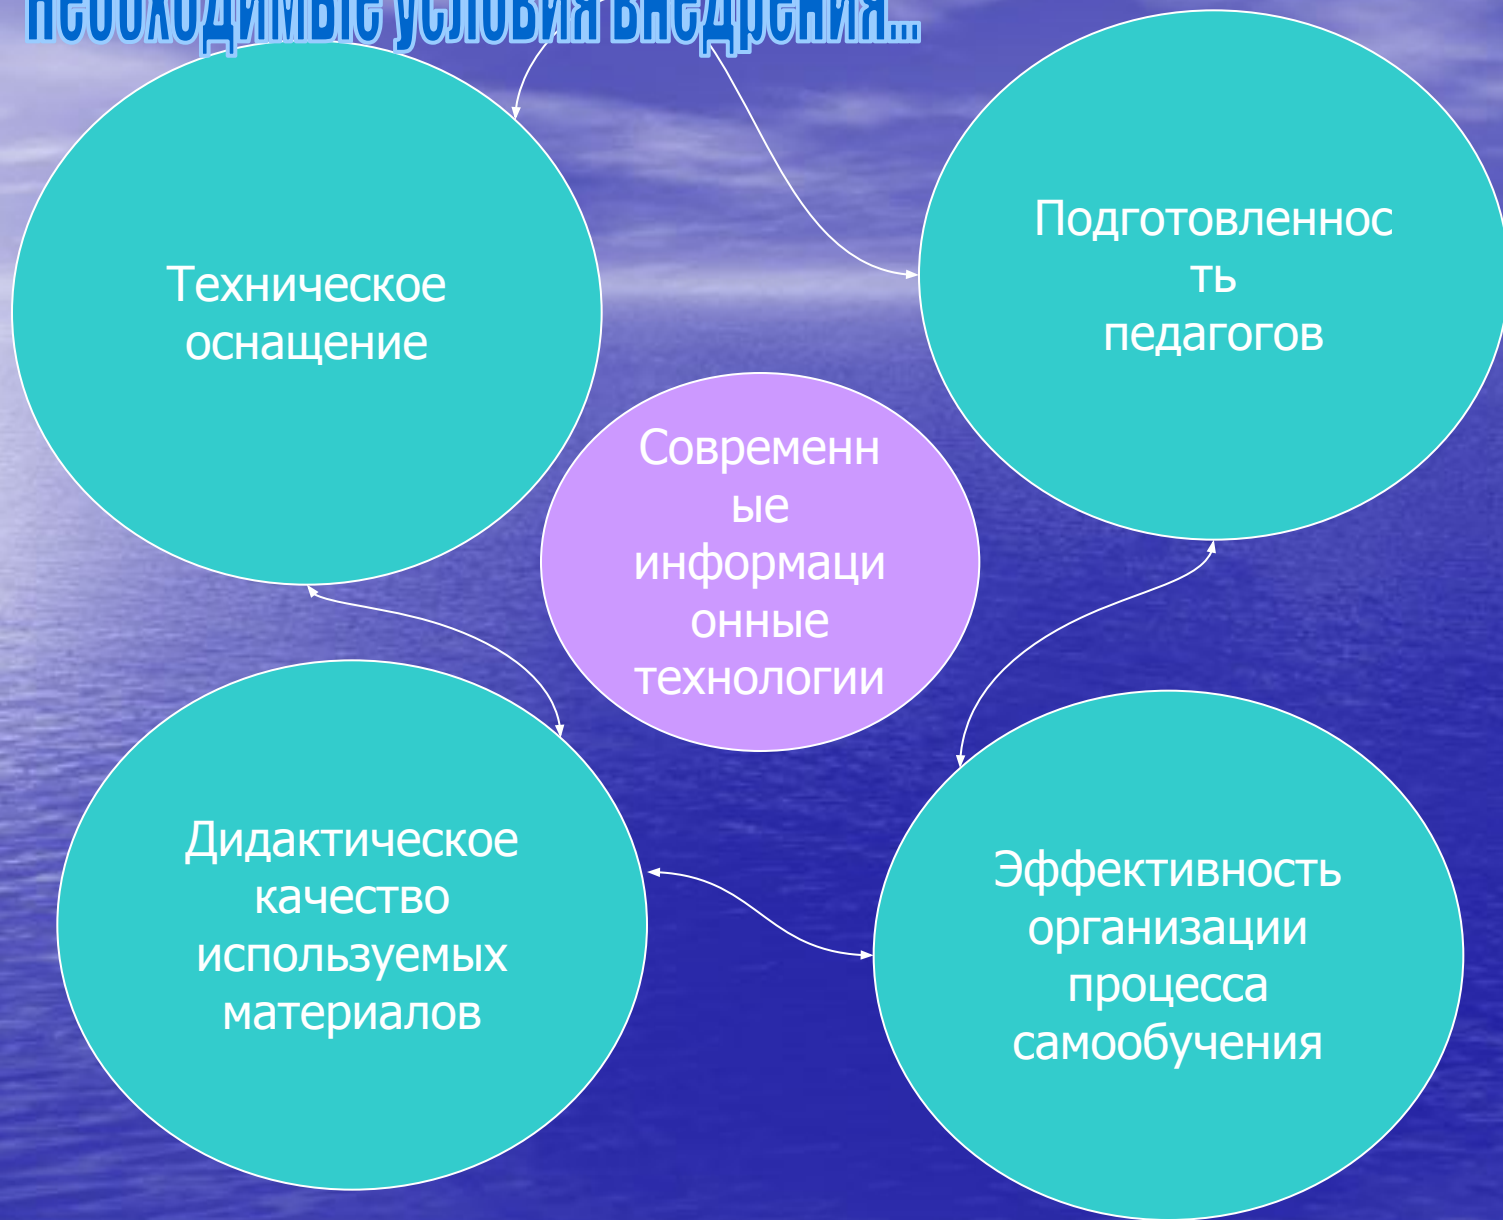 необходимые условия внедрения...
Техническое
оснащение
Подготовленнос
ть
педагогов
Современн
ые
информаци
онные
технологии
Дидактическое
качество
используемых
материалов
Эффективность
организации
процесса
самообучения